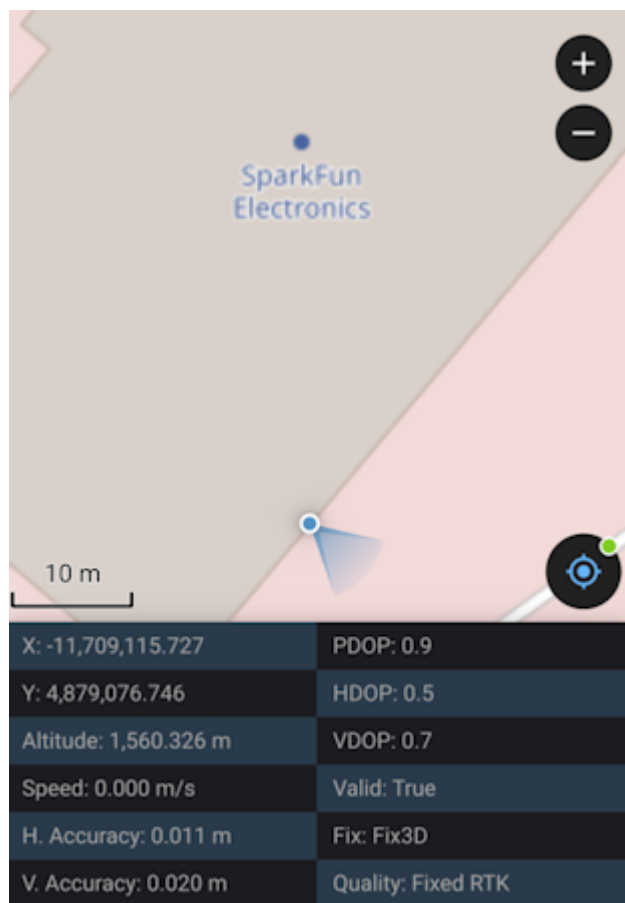 +
−
SparkFun
Electronics
10 m
X: -11,709,115.727
PDOP: 0.9
Y: 4,879,076.746
HDOP: 0.5
Altitude: 1,560.326 m
VDOP: 0.7
Speed: 0.000 m/s
Valid: True
H. Accuracy: 0.011 m
Fix: Fix3D
V. Accuracy: 0.020 m
Quality: Fixed RTK